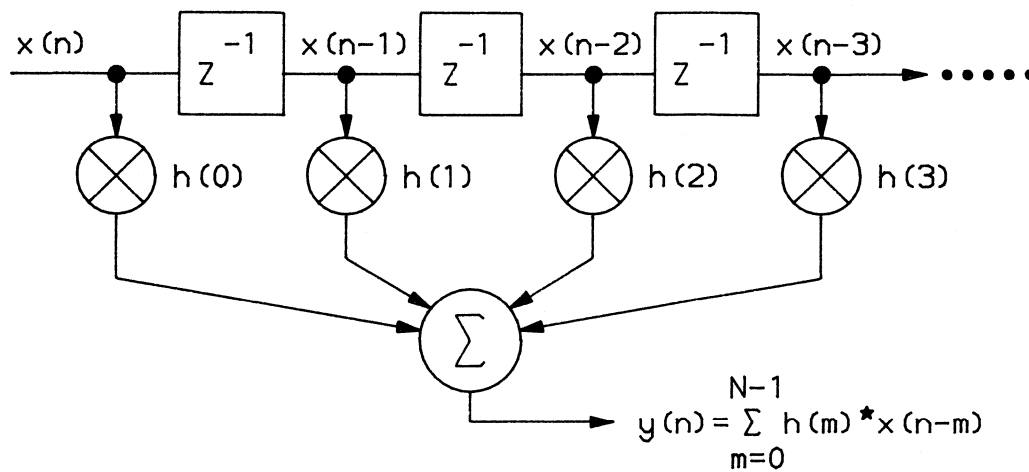 x(n) z⁻¹ x(n-1) z⁻¹ x(n-2) z⁻¹ x(n-3) •••••
h(0) h(1) h(2) h(3)
Σ
N-1
y(n) = Σ h(m)*x(n-m)
m=0